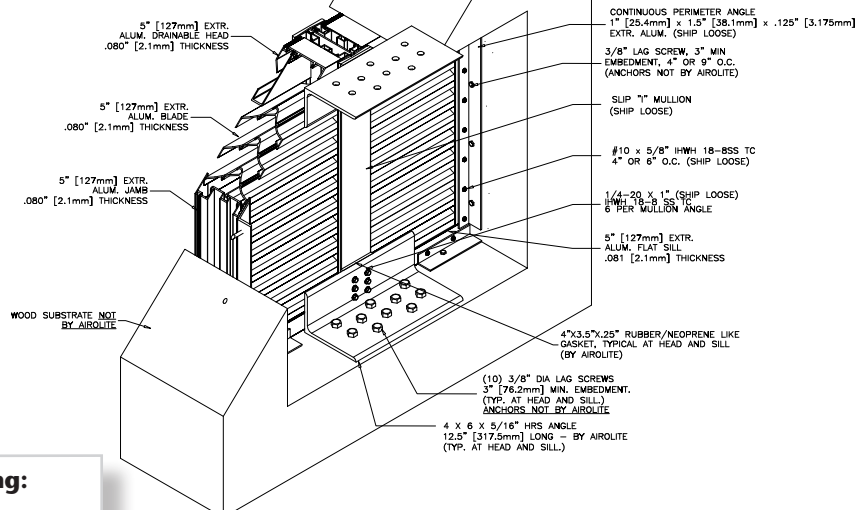 5" [127mm] EXTR.
ALUM. DRAINABLE HEAD
.080" [2.1mm] THICKNESS
5" [127mm] EXTR.
ALUM. BLADE
.080" [2.1mm] THICKNESS
5" [127mm] EXTR.
ALUM. JAMB
.080" [2.1mm] THICKNESS
WOOD SUBSTRATE NOT
BY AIROLITE
CONTINUOUS PERIMETER ANGLE
1" [25.4mm] x 1.5" [38.1mm] x .125" [3.175mm]
EXTR. ALUM. (SHIP LOOSE)
3/8" LAG SCREW, 3" MIN
EMBEDMENT, 4" OR 9" O.C.
(ANCHORS NOT BY AIROLITE)
SLIP "I" MULLION
(SHIP LOOSE)
#10 x 5/8" IHWH 18-8SS TC
4" OR 6" O.C. (SHIP LOOSE)
1/4-20 X 1" (SHIP LOOSE)
IHWH 18-8 SS TC
6 PER MULLION ANGLE
5" [127mm] EXTR.
ALUM. FLAT SILL
.081 [2.1mm] THICKNESS
4"X3.5"X.25" RUBBER/NEOPRENE LIKE
GASKET, TYPICAL AT HEAD AND SILL
(BY AIROLITE)
(10) 3/8" DIA LAG SCREWS
3" [76.2mm] MIN. EMBEDMENT.
(TYP. AT HEAD AND SILL.)
ANCHORS NOT BY AIROLITE
4 X 6 X 5/16" HRS ANGLE
12.5" [317.5mm] LONG - BY AIROLITE
(TYP. AT HEAD AND SILL.)
g: